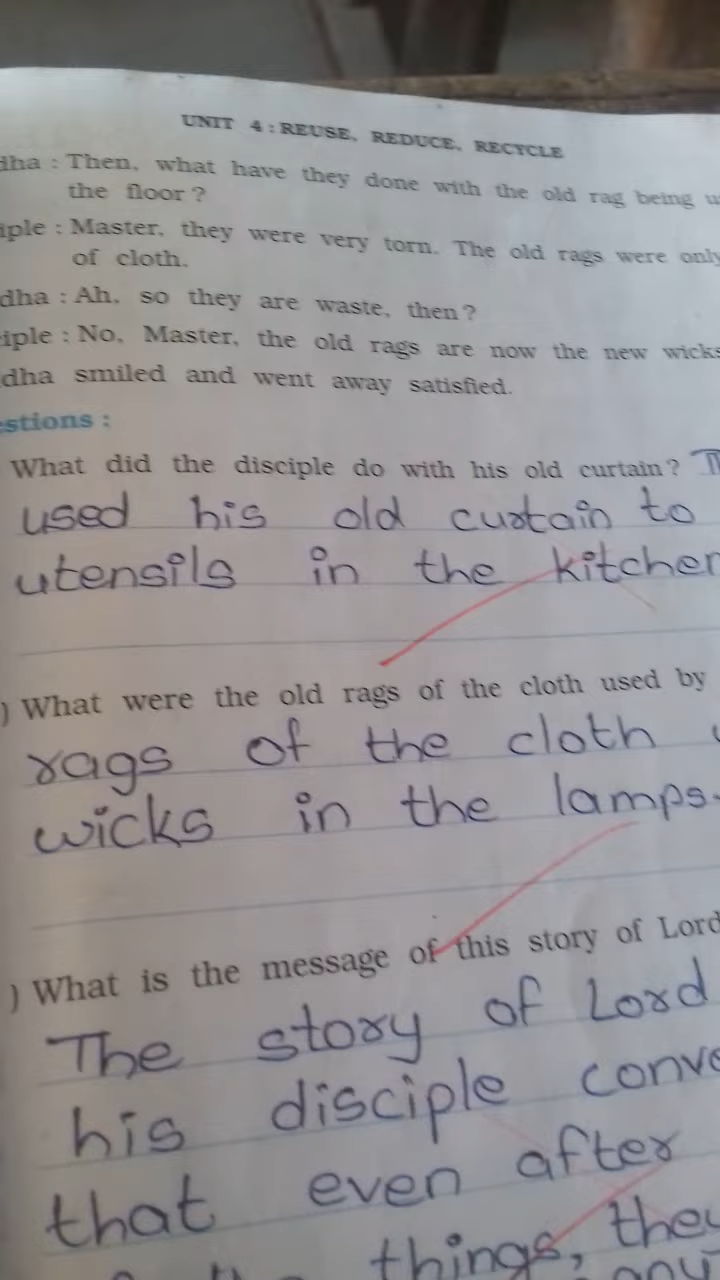 UNIT 4 : REUSE, REDUCE, RECYCLE
dha : Then, what have they done with the old rag being u
the floor ?
iple : Master, they were very torn. The old rags were only
of cloth.
dha : Ah, so they are waste, then ?
iple : No, Master, the old rags are now the new wicks
dha smiled and went away satisfied.
estions :
What did the disciple do with his old curtain ?
used his old curtain to
utensils in the kitchen
) What were the old rags of the cloth used by
rags of the cloth
wicks in the lamps.
) What is the message of this story of Lord
The story of Lord
his disciple conve
that even after
things, they
any